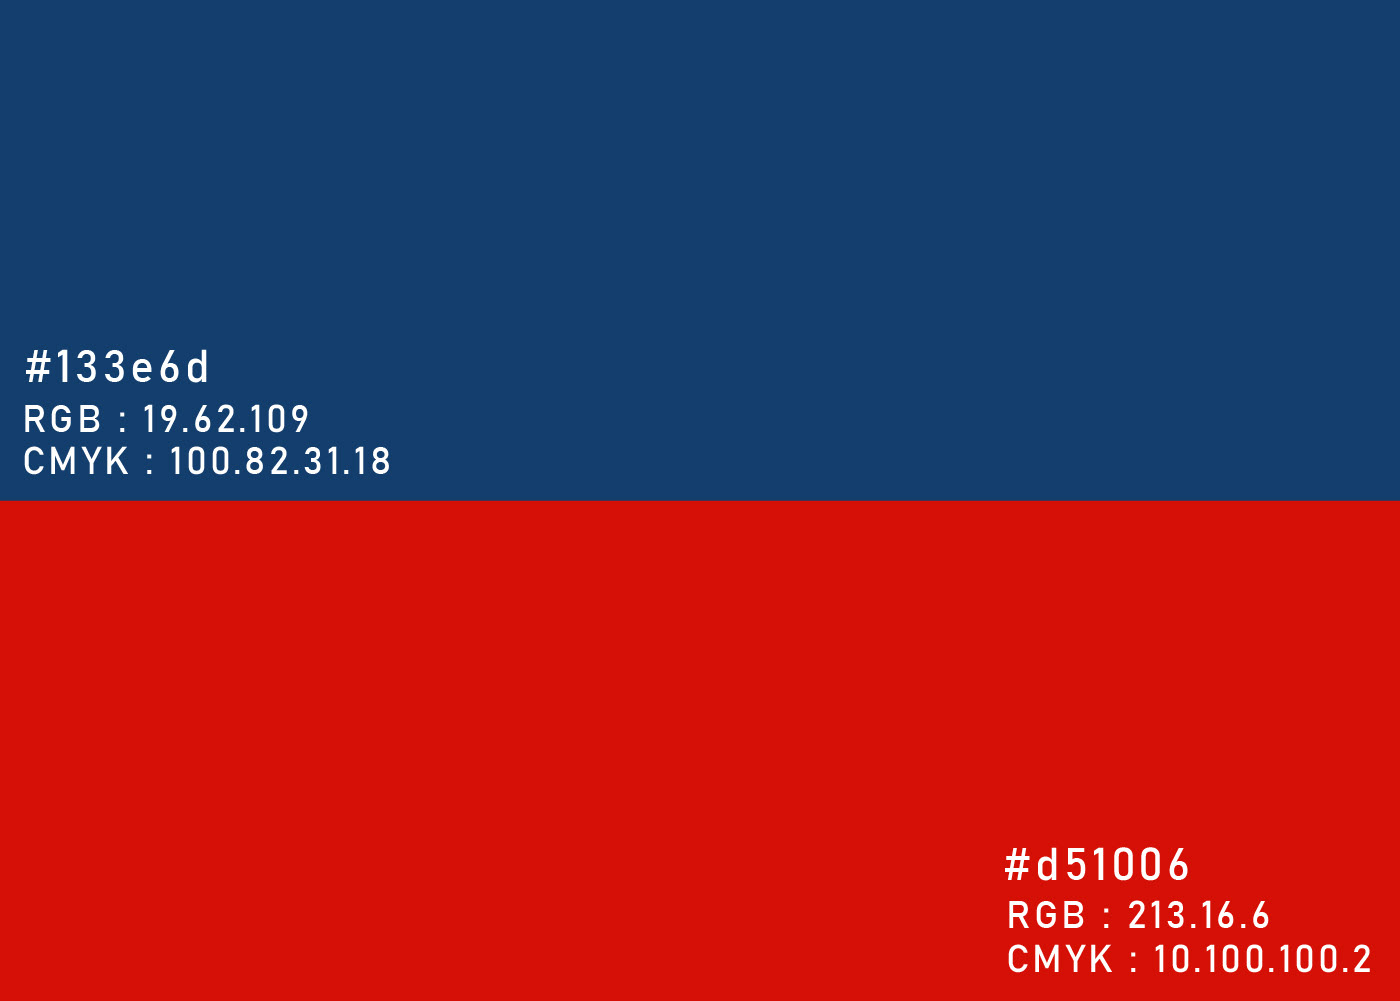 #133e6d
RGB : 19.62.109
CMYK : 100.82.31.18
#d51006
RGB : 213.16.6
CMYK : 10.100.100.2